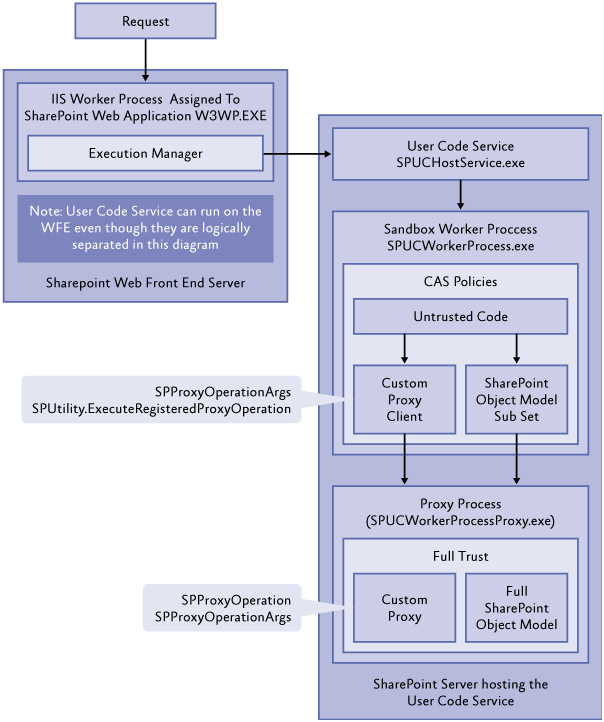 Request
IIS Worker Process Assigned To
SharePoint Web Application W3WP.EXE
Execution Manager
Note: User Code Service can run on the
WFE even though they are logically
separated in this diagram
Sharepoint Web Front End Server
User Code Service
SPUCHostService.exe
Sandbox Worker Proccess
SPUCWorkerProcess.exe
CAS Policies
Untrusted Code
SPProxyOperationArgs
SPUtility.ExecuteRegisteredProxyOperation
Custom
Proxy
Client
SharePoint
Object Model
Sub Set
Proxy Process
(SPUCWorkerProcessProxy.exe)
Full Trust
SPProxyOperation
SPProxyOperationArgs
Custom
Proxy
Full
SharePoint
Object Model
SharePoint Server hosting the
User Code Service